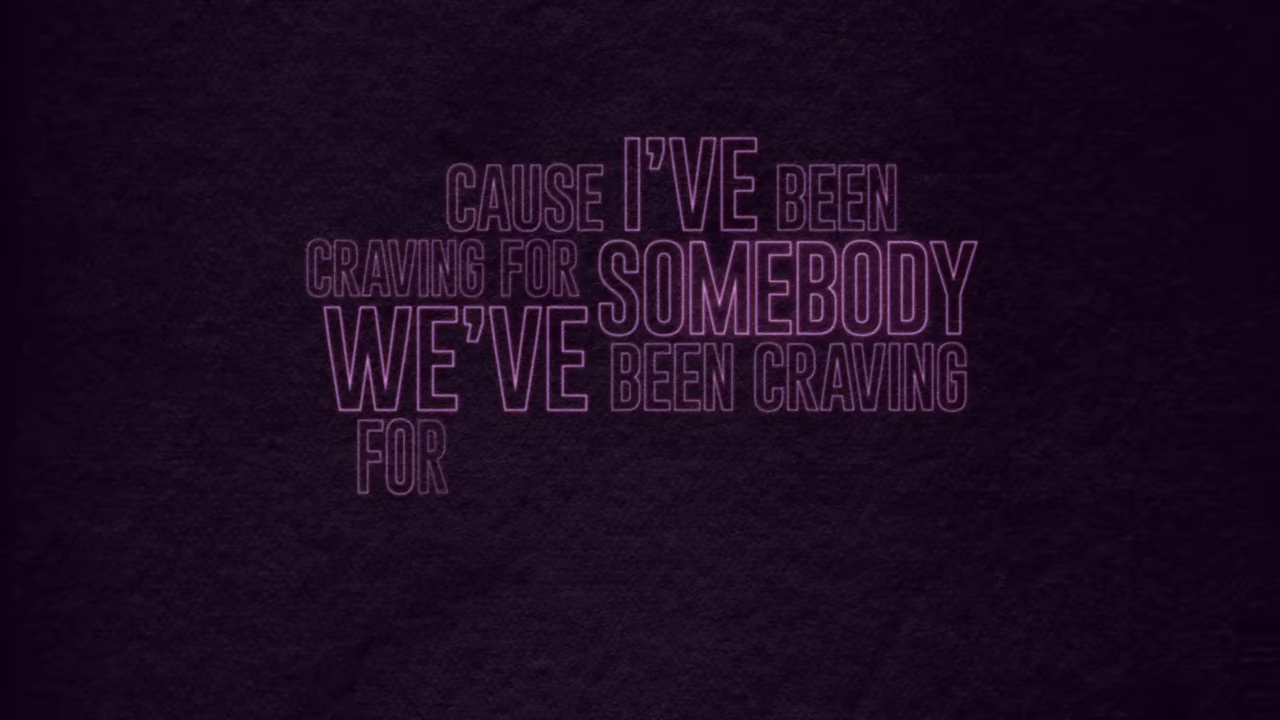 CAUSE I'VE BEEN
CRAVING FOR SOMEBODY
WE'VE BEEN CRAVING
FOR